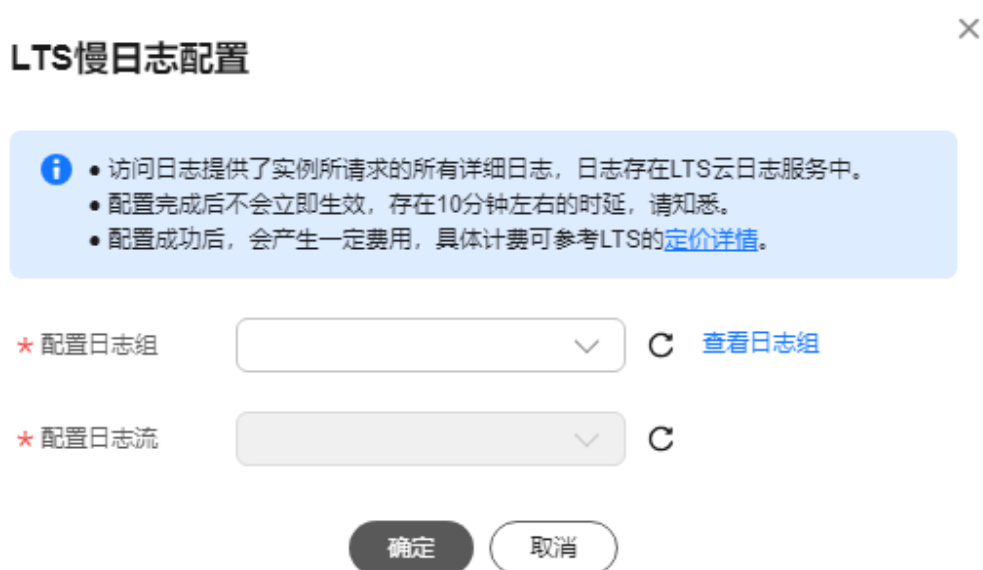 LTS慢日志配置
● 访问日志提供了实例所请求的所有详细日志，日志存在LTS云日志服务中。
● 配置完成后不会立即生效，存在10分钟左右的时延，请知悉。
● 配置成功后，会产生一定费用，具体计费可参考LTS的定价详情。
* 配置日志组 查看日志组
* 配置日志流
确定 取消